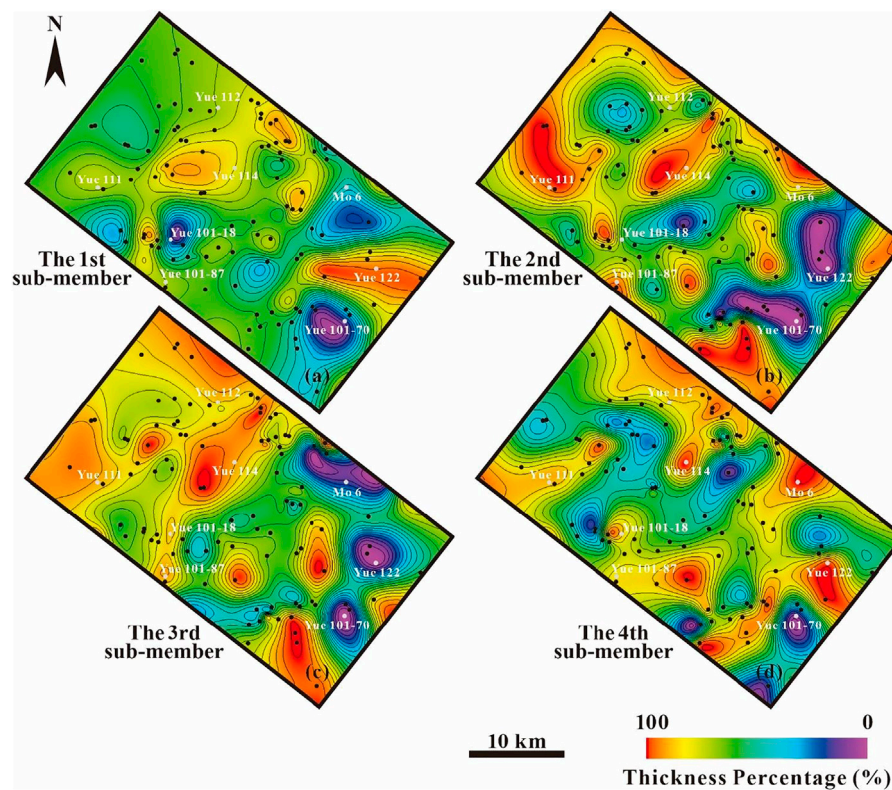 N
Yue 112
Yue 111
Yue 114
Mo 6
Yue 101-18
Yue 101-87
Yue 122
Yue 101-70
The 1st
sub-member
(a)
Yue 112
Yue 111
Yue 114
Mo 6
Yue 101-18
Yue 101-87
Yue 122
Yue 101-70
The 2nd
sub-member
(b)
Yue 112
Yue 111
Yue 114
Mo 6
Yue 101-18
Yue 101-87
Yue 122
Yue 101-70
The 3rd
sub-member
(c)
Yue 112
Yue 111
Yue 114
Mo 6
Yue 101-18
Yue 101-87
Yue 122
Yue 101-70
The 4th
sub-member
(d)
10 km
100 0
Thickness Percentage (%)